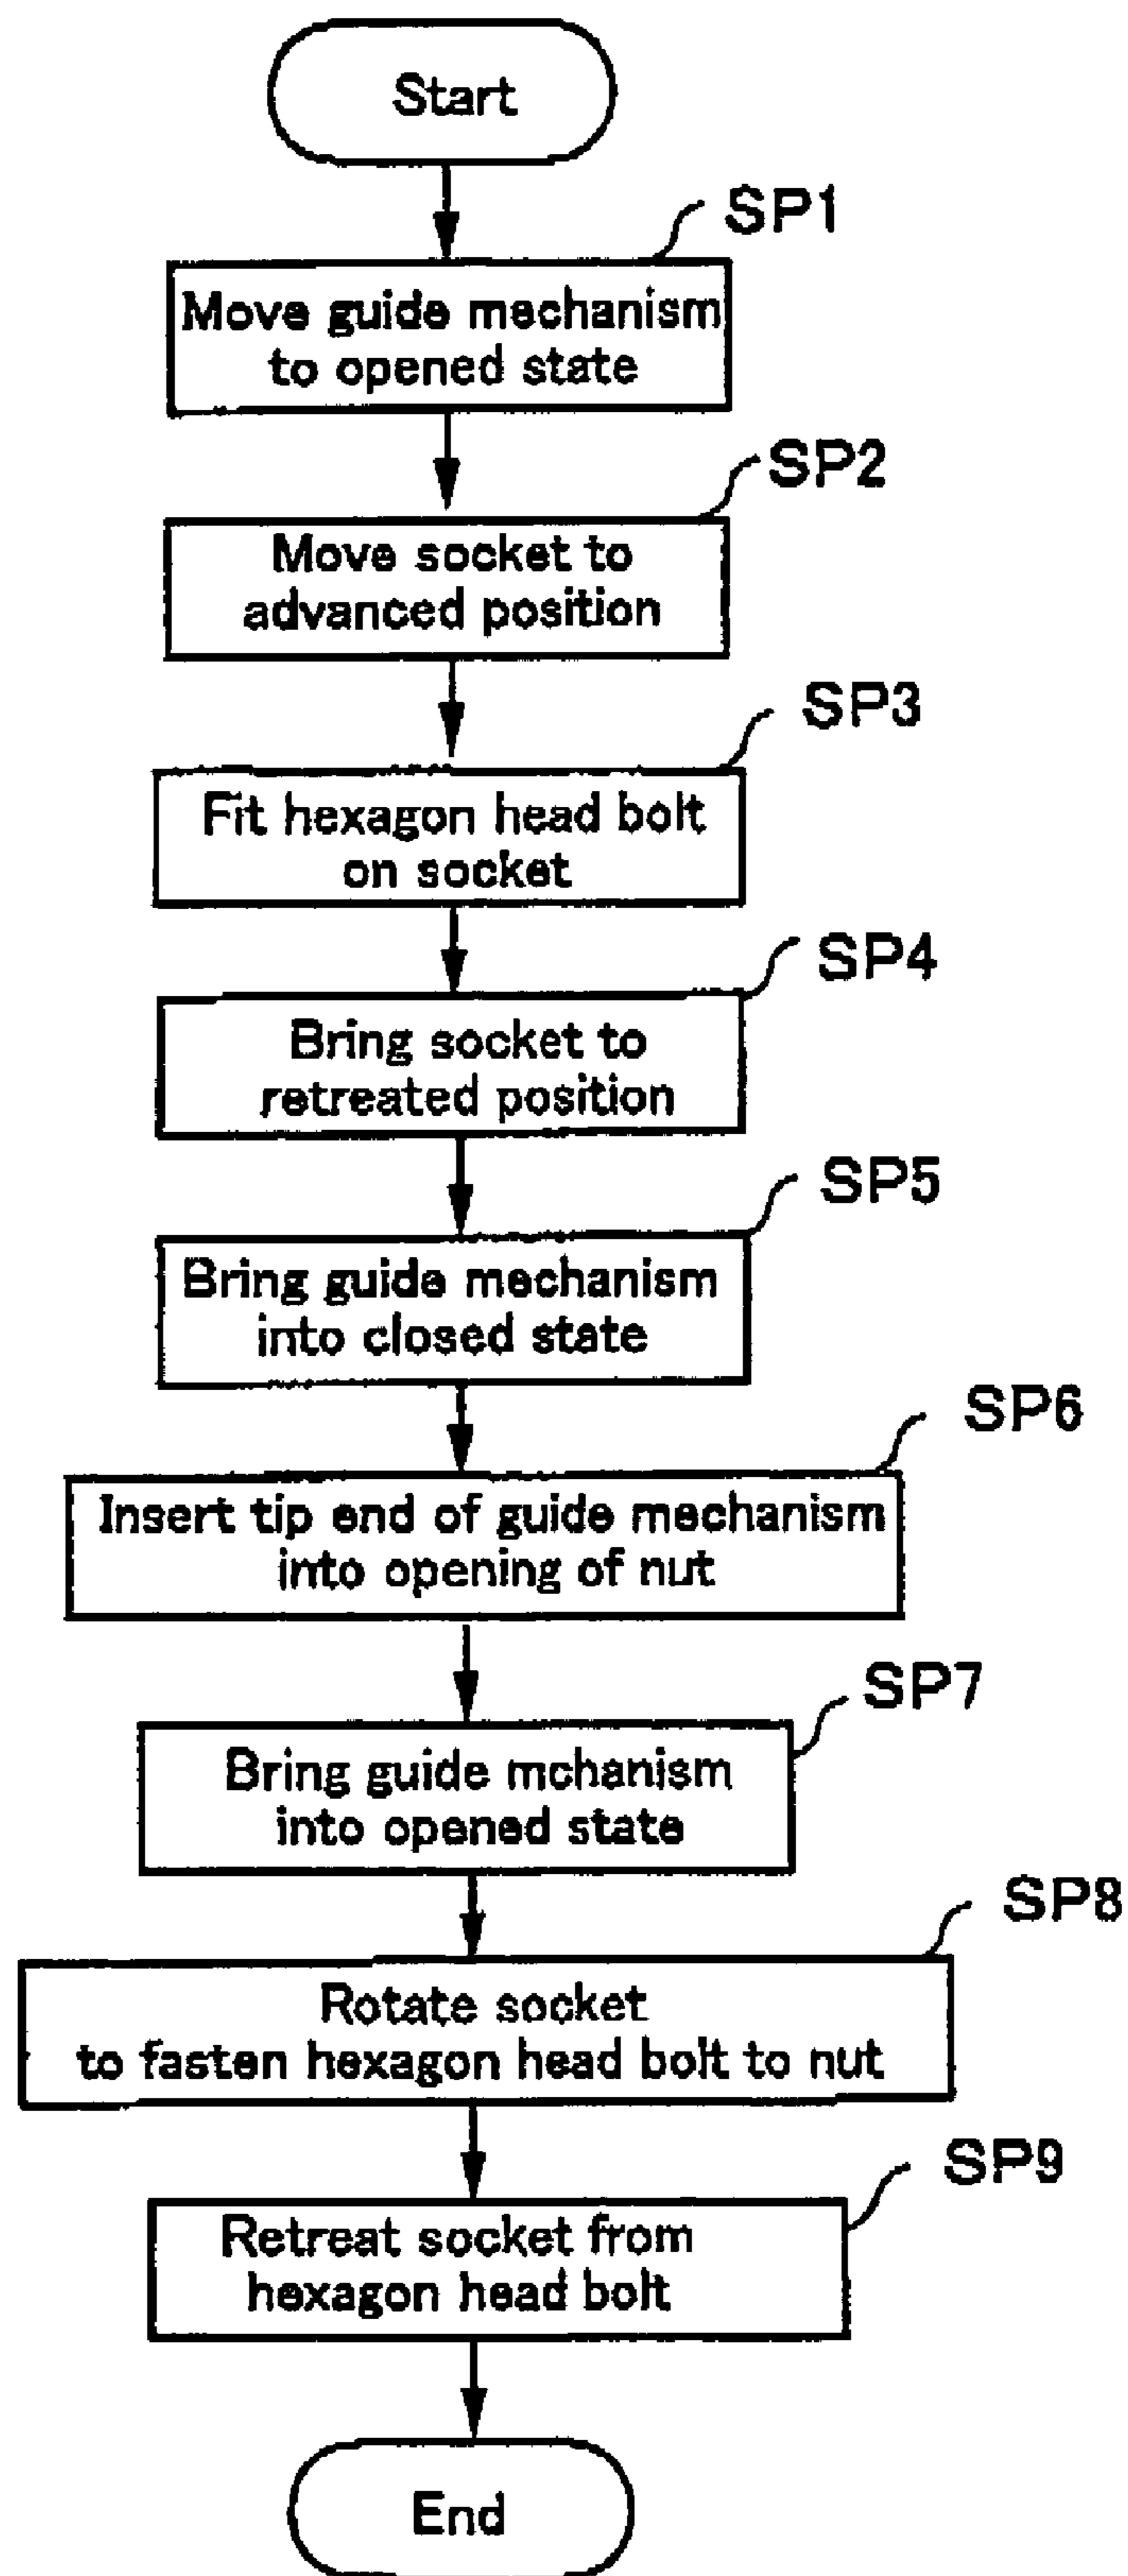 Start
SP1
Move guide mechanism
to opened state
SP2
Move socket to
advanced position
SP3
Fit hexagon head bolt
on socket
SP4
Bring socket to
retreated position
SP5
Bring guide mechanism
into closed state
SP6
Insert tip end of guide mechanism
into opening of nut
SP7
Bring guide mchanism
into opened state
SP8
Rotate socket
to fasten hexagon head bolt to nut
SP9
Retreat socket from
hexagon head bolt
End